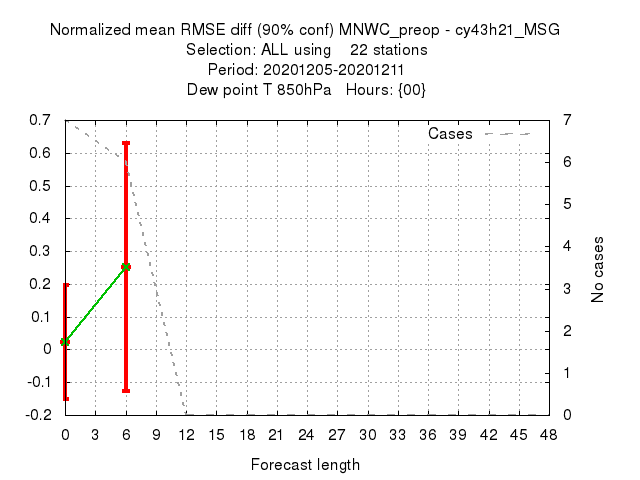 Normalized mean RMSE diff (90% conf) MNWC_preop - cy43h21_MSG
Selection: ALL using 22 stations
Period: 20201205-20201211
Dew point T 850hPa Hours: {00}
Cases
0.7
0.6
0.5
0.4
0.3
0.2
0.1
0
-0.1
-0.2
7
6
5
4
3
2
1
0
No cases
0 3 6 9 12 15 18 21 24 27 30 33 36 39 42 45 48
Forecast length